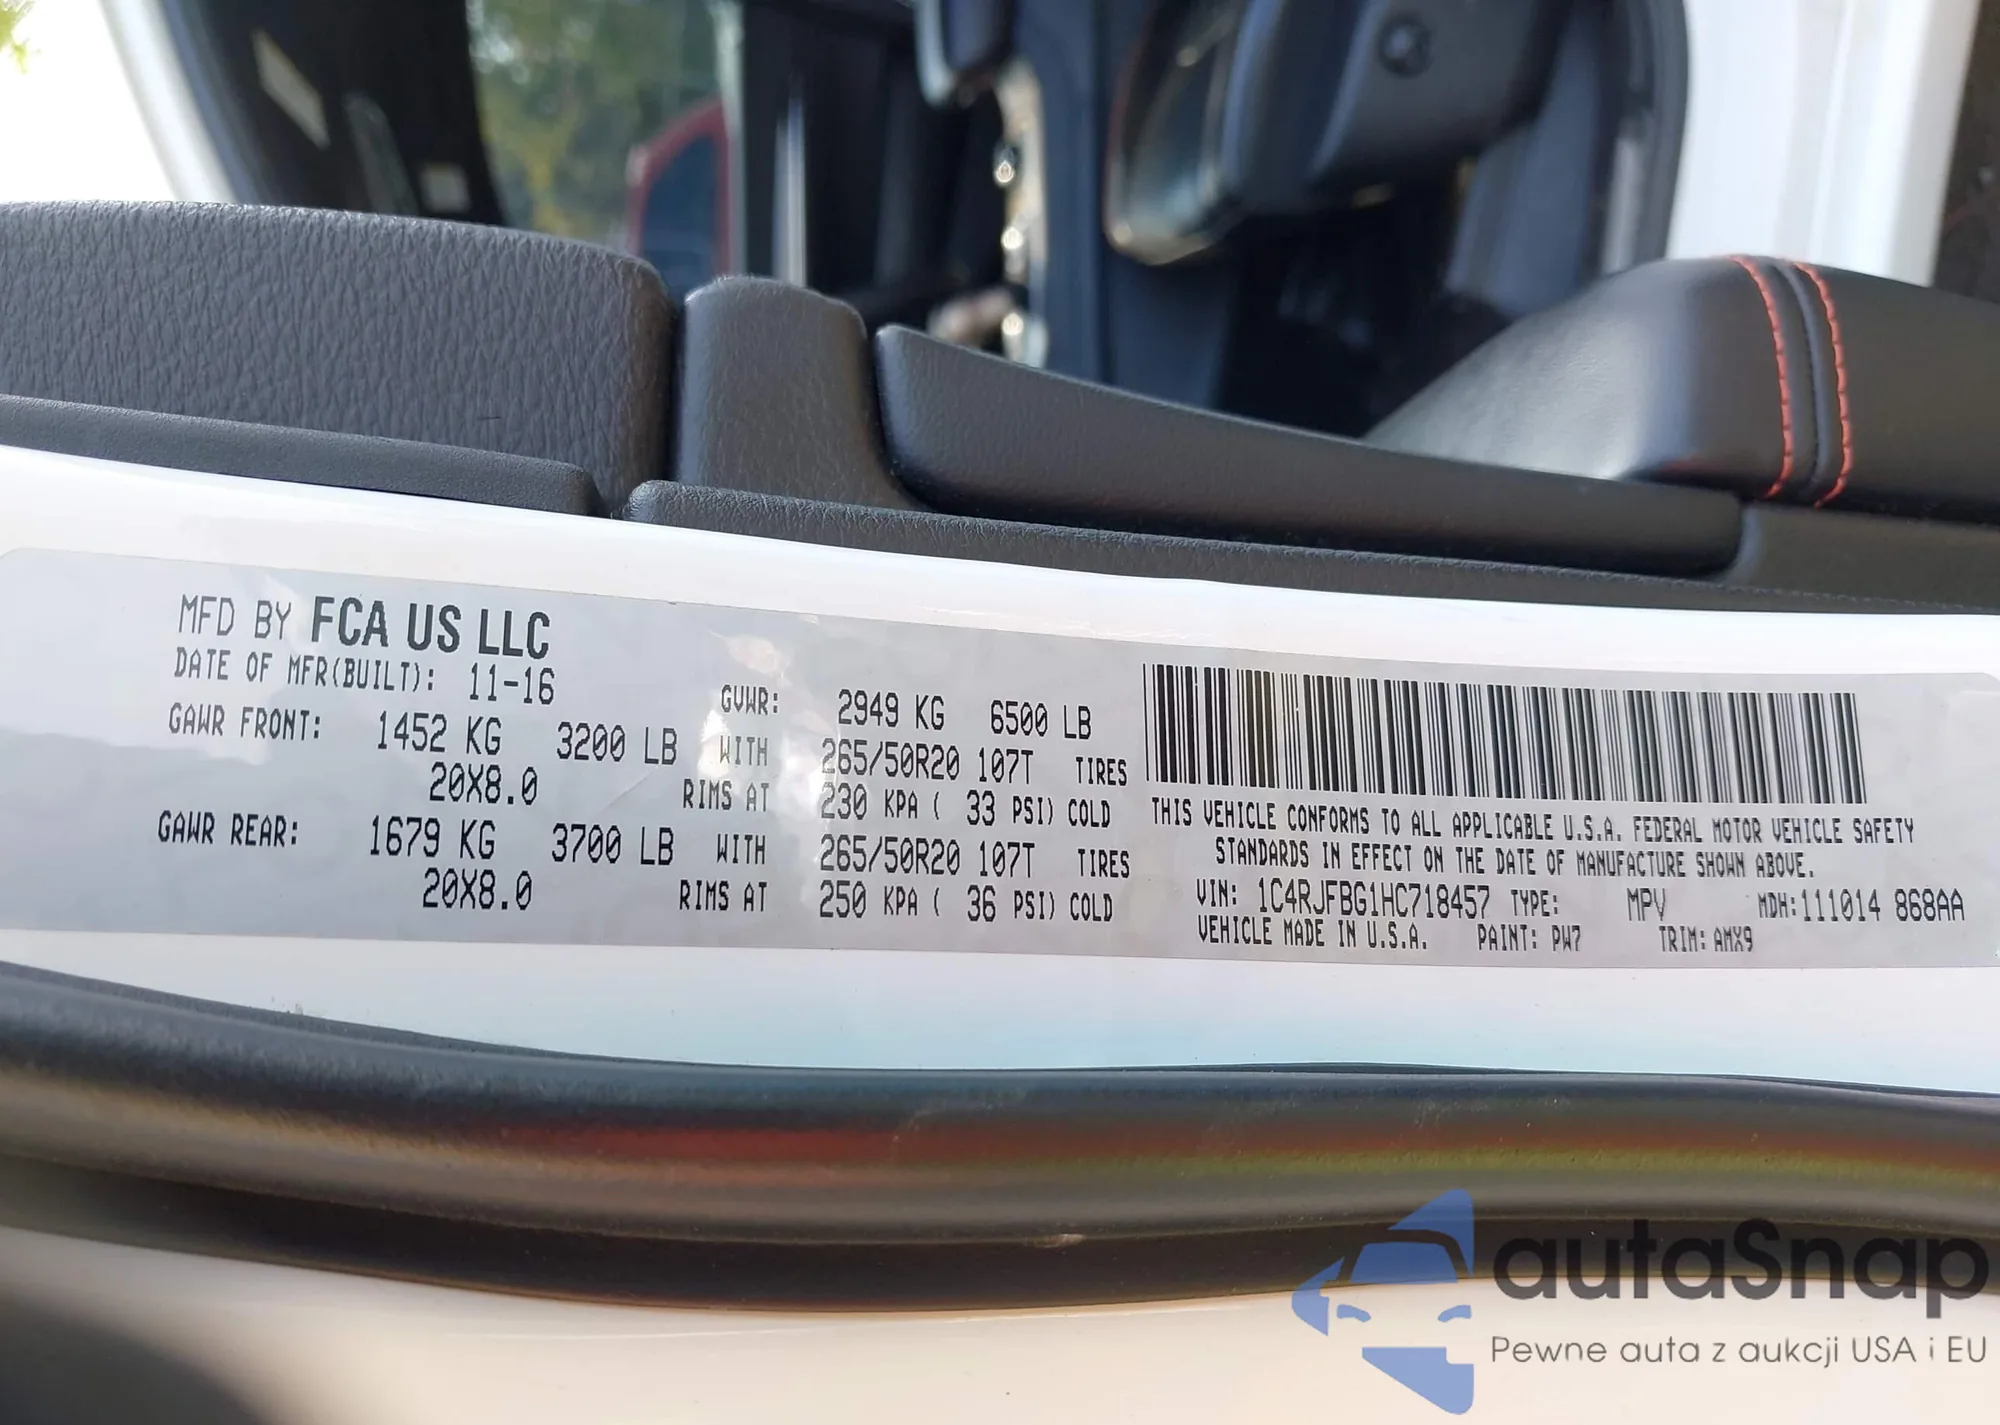 MFD BY FCA US LLC
DATE OF MFR(BUILT): 11-16 GVWR: 2949 KG 6500 LB
GAWR FRONT: 1452 KG 3200 LB WITH 265/50R20 107T TIRES
20X8.0 RIMS AT 230 KPA ( 33 PSI) COLD
GAWR REAR: 1679 KG 3700 LB WITH 265/50R20 107T TIRES
20X8.0 RIMS AT 250 KPA ( 36 PSI) COLD
THIS VEHICLE CONFORMS TO ALL APPLICABLE U.S.A. FEDERAL MOTOR VEHICLE SAFETY
STANDARDS IN EFFECT ON THE DATE OF MANUFACTURE SHOWN ABOVE.
VIN: 1C4RJFBG1HC718457 TYPE: MPV MDH:111014 868AA
VEHICLE MADE IN U.S.A. PAINT: PW7 TRIM: AMX9
autaSnap
Pewne auta z aukcji USA i EU